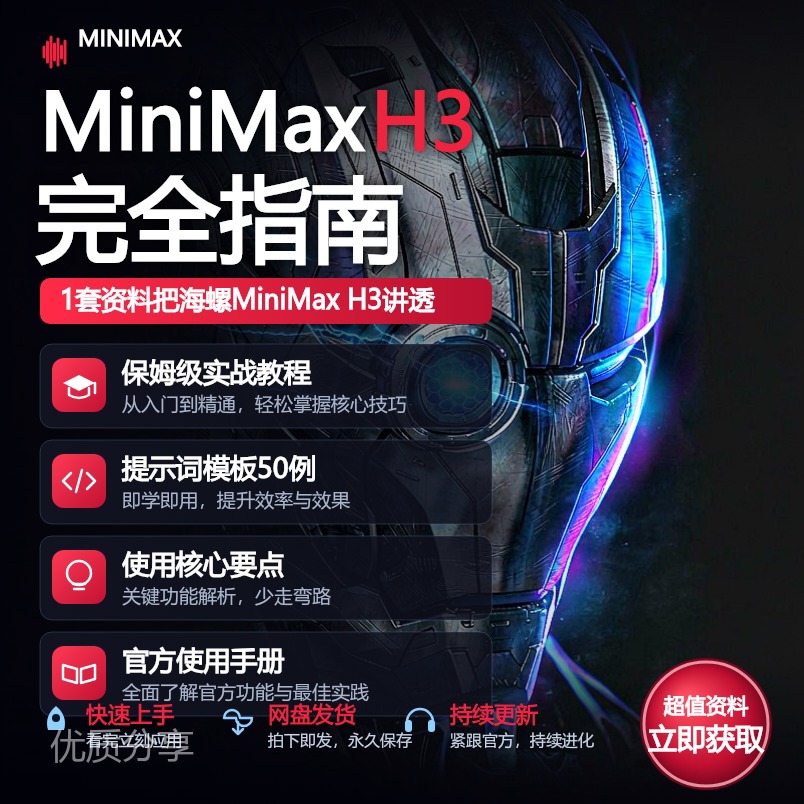 MINIMAX
MiniMax H3
完全指南
1套资料把海螺MiniMax H3讲透
保姆级实战教程
从入门到精通，轻松掌握核心技巧
提示词模板50例
即学即用，提升效率与效果
使用核心要点
关键功能解析，少走弯路
官方使用手册
全面了解官方功能与最佳实践
快速上手
看完立刻应用
网盘发货
拍下即发，永久保存
持续更新
紧跟官方，持续进化
优质分享
超值资料
立即获取